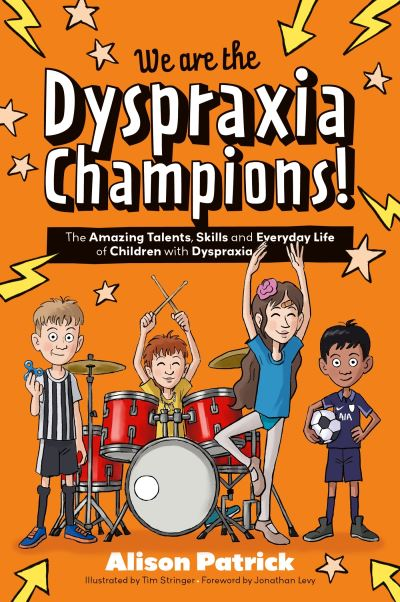 We are the
Dyspraxia
Champions!
The Amazing Talents, Skills and Everyday Life
of Children with Dyspraxia
AIA
Alison Patrick
Illustrated by Tim Stringer · Foreword by Jonathan Levy